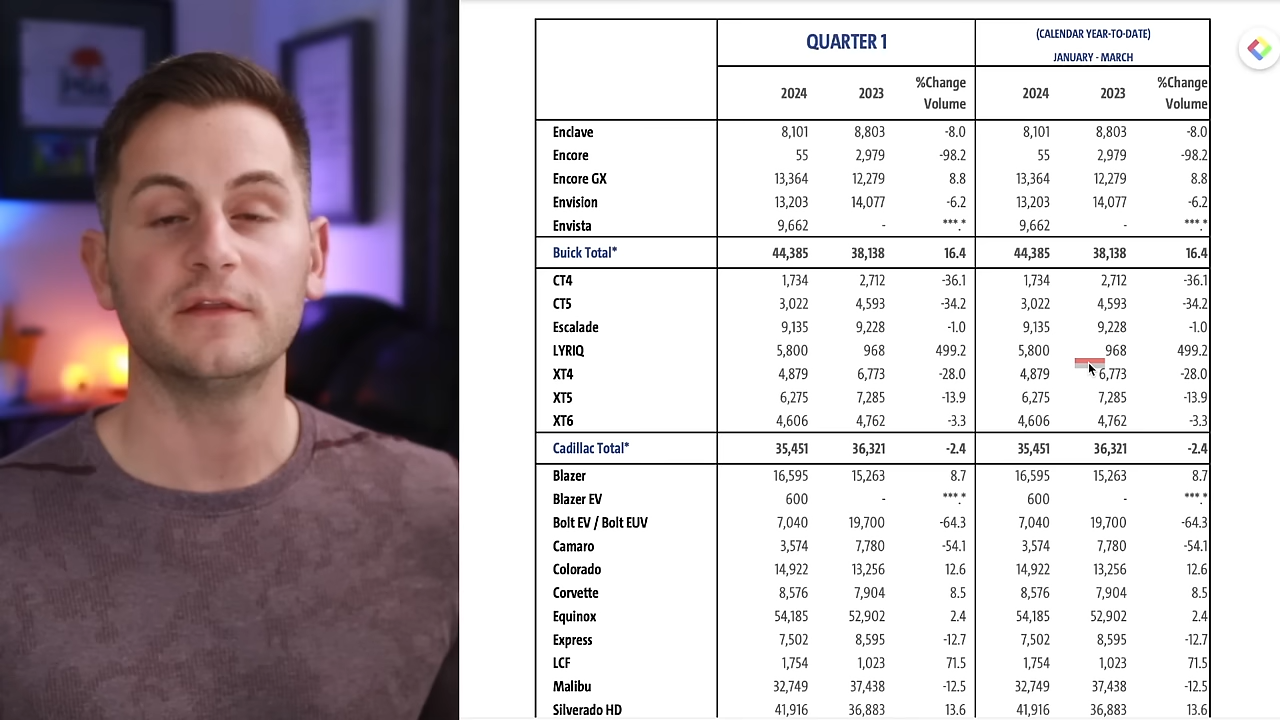 QUARTER 1 (CALENDAR YEAR-TO-DATE)
JANUARY - MARCH
2024 2023 %Change Volume 2024 2023 %Change Volume
Enclave 8,101 8,803 -8.0 8,101 8,803 -8.0
Encore 55 2,979 -98.2 55 2,979 -98.2
Encore GX 13,364 12,279 8.8 13,364 12,279 8.8
Envision 13,203 14,077 -6.2 13,203 14,077 -6.2
Envista 9,662 - ***.* 9,662 - ***.*
Buick Total* 44,385 38,138 16.4 44,385 38,138 16.4
CT4 1,734 2,712 -36.1 1,734 2,712 -36.1
CT5 3,022 4,593 -34.2 3,022 4,593 -34.2
Escalade 9,135 9,228 -1.0 9,135 9,228 -1.0
LYRIQ 5,800 968 499.2 5,800 968 499.2
XT4 4,879 6,773 -28.0 4,879 6,773 -28.0
XT5 6,275 7,285 -13.9 6,275 7,285 -13.9
XT6 4,606 4,762 -3.3 4,606 4,762 -3.3
Cadillac Total* 35,451 36,321 -2.4 35,451 36,321 -2.4
Blazer 16,595 15,263 8.7 16,595 15,263 8.7
Blazer EV 600 - ***.* 600 - ***.*
Bolt EV / Bolt EUV 7,040 19,700 -64.3 7,040 19,700 -64.3
Camaro 3,574 7,780 -54.1 3,574 7,780 -54.1
Colorado 14,922 13,256 12.6 14,922 13,256 12.6
Corvette 8,576 7,904 8.5 8,576 7,904 8.5
Equinox 54,185 52,902 2.4 54,185 52,902 2.4
Express 7,502 8,595 -12.7 7,502 8,595 -12.7
LCF 1,754 1,023 71.5 1,754 1,023 71.5
Malibu 32,749 37,438 -12.5 32,749 37,438 -12.5
Silverado HD 41,916 36,883 13.6 41,916 36,883 13.6